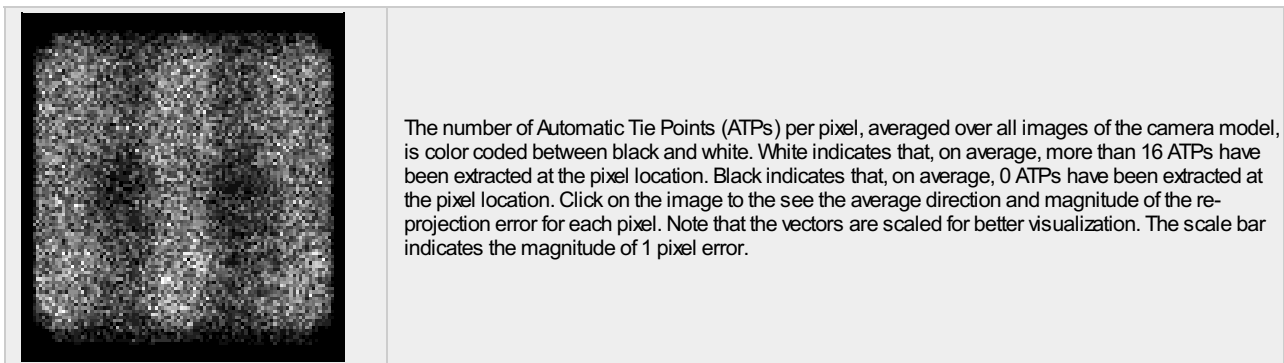 The number of Automatic Tie Points (ATPs) per pixel, averaged over all images of the camera model,
is color coded between black and white. White indicates that, on average, more than 16 ATPs have
been extracted at the pixel location. Black indicates that, on average, 0 ATPs have been extracted at
the pixel location. Click on the image to the see the average direction and magnitude of the re-
projection error for each pixel. Note that the vectors are scaled for better visualization. The scale bar
indicates the magnitude of 1 pixel error.